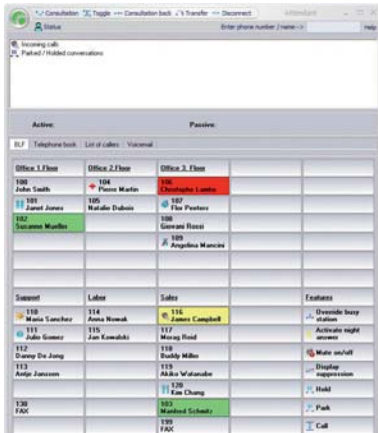 Consultation Toggle Consultation back Transfer Disconnect Attendant
Status Enter phone number / name --> Help
Incoming calls
Parked / Holded conversations
Active: Passive:
BLF Telephone book List of callers Voicemail
Office 1.Floor Office 2.Floor Office 3. Floor
100 John Smith
104 Pierre Martin
106
101 Janet Jones
105 Natalie Dubois
107 Flor Peeters
102 Susanne Mueller
108 Giovani Rossi
109 Angelina Mancini
Support Labor Sales Features
110 Maria Sanchez
114 Anna Nowak
116 James Campbell
Override busy station
111 Julio Gomez
115 Jan Kowalski
117 Morag Reid
Activate night answer
112 Danny De Jong
118 Buddy Miller
Mute on/off
113 Antje Janssen
119 Akiko Watanabe
Display suppression
120 Kim Chang
Hold
130 FAX
103 Manfred Schmitz
Park
199 FAX
Call